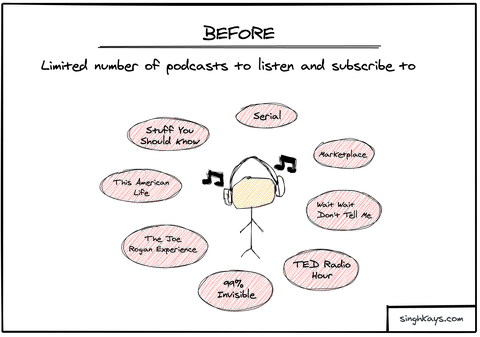 BEFORE
Limited number of podcasts to listen and subscribe to
Serial
Stuff You
Should Know
Marketplace
This American
Life
Wait Wait
Don't Tell Me
The Joe
Rogan Experience
TED Radio
Hour
99%
Invisible
singhkays.com